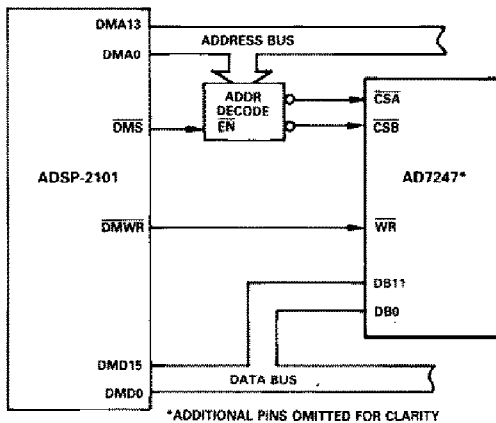 DMA13
ADDRESS BUS
DMA0
ADDR
DECODE
EN
CSA
CSB
DMS
ADSP-2101
AD7247*
DMWR
WR
DB11
DB0
DMD15
DATA BUS
DMD0
*ADDITIONAL PINS OMITTED FOR CLARITY